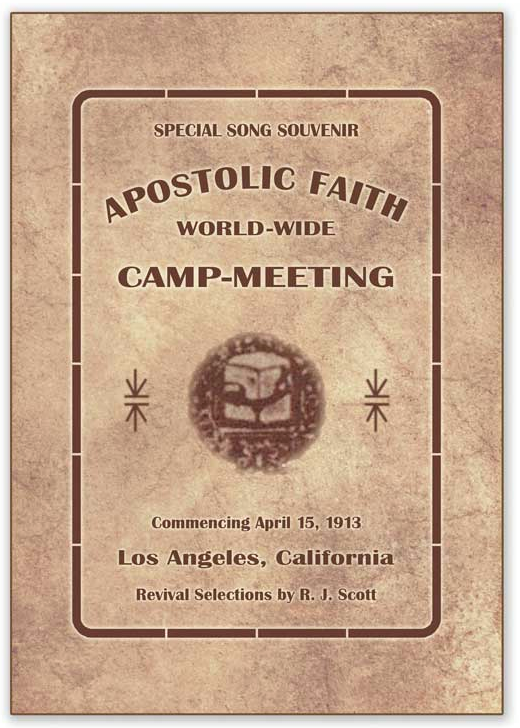 SPECIAL SONG SOUVENIR
APOSTOLIC FAITH
WORLD-WIDE
CAMP-MEETING
Commencing April 15, 1913
Los Angeles, California
Revival Selections by R. J. Scott